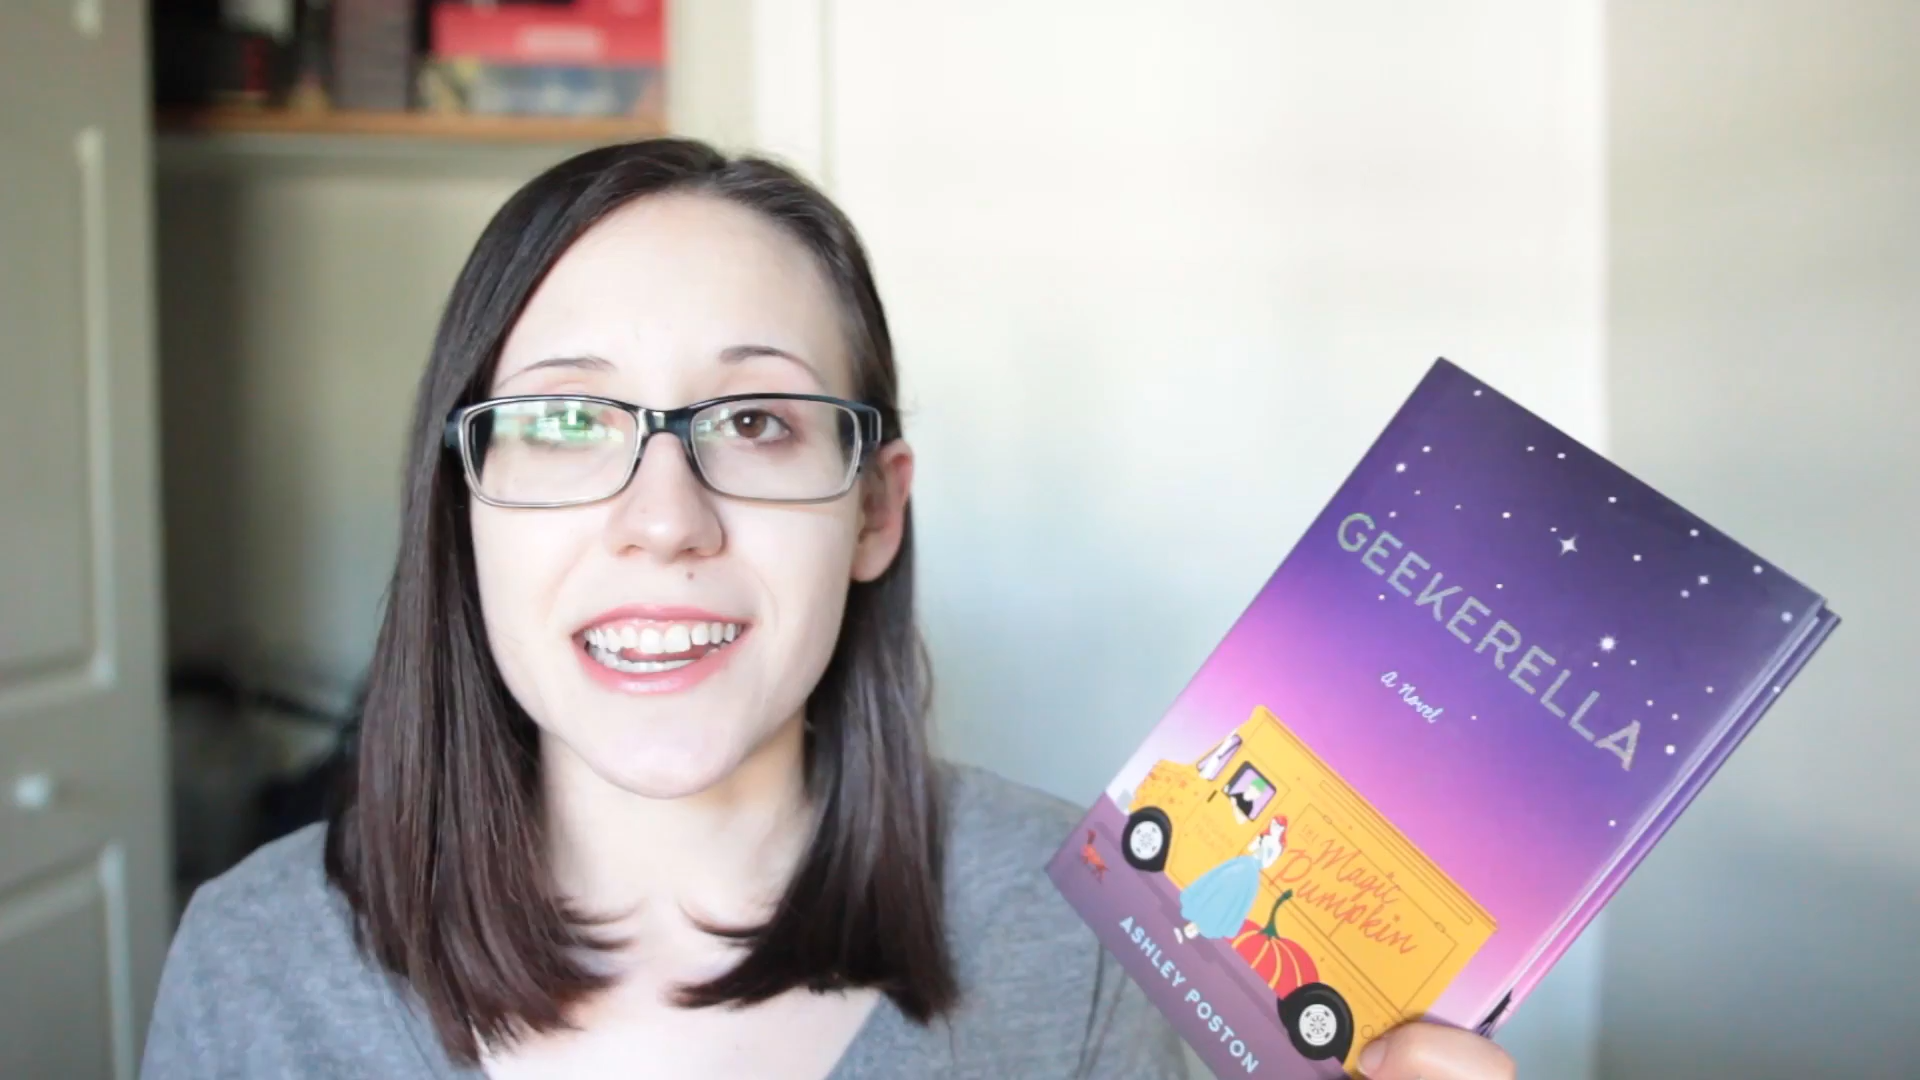 GEEKERELLA
a novel
THE
Magic
Pumpkin
ASHLEY POSTON